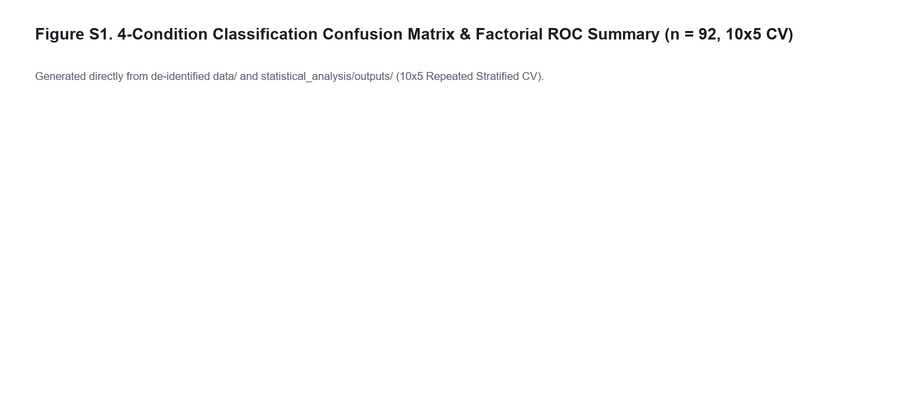 Figure S1. 4-Condition Classification Confusion Matrix & Factorial ROC Summary (n = 92, 10x5 CV)
Generated directly from de-identified data/ and statistical_analysis/outputs/ (10x5 Repeated Stratified CV).